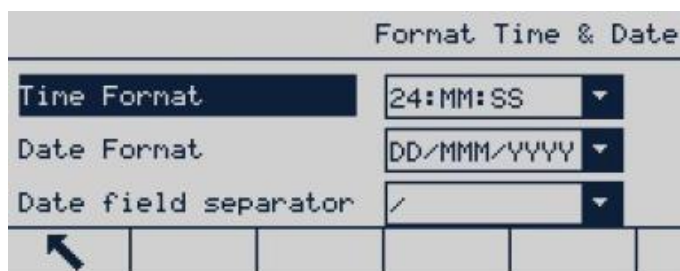 Format Time & Date
Time Format 24:MM:SS
Date Format DD/MMM/YYYY
Date field separator /